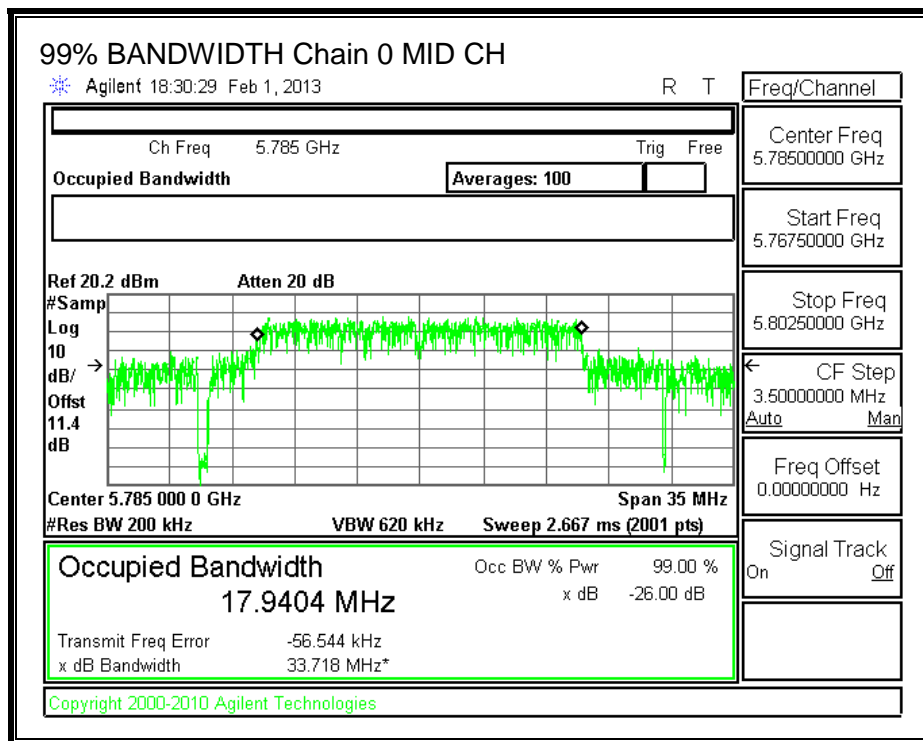 99% BANDWIDTH Chain 0 MID CH
Agilent 18:30:29 Feb 1, 2013 R T
Freq/Channel
Ch Freq 5.785 GHz Trig Free
Occupied Bandwidth Averages: 100
Center Freq
5.78500000 GHz
Start Freq
5.76750000 GHz
Stop Freq
5.80250000 GHz
CF Step
3.50000000 MHz
Auto Man
Freq Offset
0.00000000 Hz
Signal Track
On Off
Ref 20.2 dBm Atten 20 dB
#Samp
Log
10
dB/
Offst
11.4
dB
Center 5.785 000 0 GHz Span 35 MHz
#Res BW 200 kHz VBW 620 kHz Sweep 2.667 ms (2001 pts)
Occupied Bandwidth Occ BW % Pwr 99.00 %
17.9404 MHz x dB -26.00 dB
Transmit Freq Error -56.544 kHz
x dB Bandwidth 33.718 MHz*
Copyright 2000-2010 Agilent Technologies